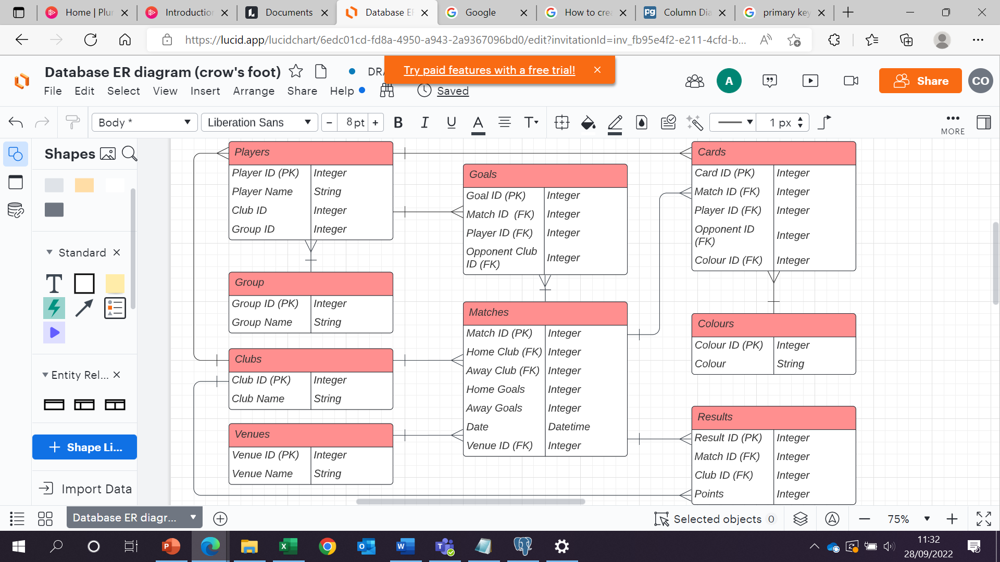 Home | Plur
Introduction
Documents
Database ER
Google
How to crea
Column Dia
primary key
https://lucid.app/lucidchart/6edc01cd-fd8a-4950-a943-2a9367096bd0/edit?invitationId=inv_fb95e4f2-e211-4cfd-b...
Database ER diagram (crow's foot)
DRA
Try paid features with a free trial!
File Edit Select View Insert Arrange Share Help
Saved
A
Share
CO
Body *
Liberation Sans
- 8 pt +
B I U A T
1 px
MORE
Shapes
Standard
T
Entity Rel...
+ Shape Li...
Import Data
Players
Player ID (PK) Integer
Player Name String
Club ID Integer
Group ID Integer
Group
Group ID (PK) Integer
Group Name String
Clubs
Club ID (PK) Integer
Club Name String
Venues
Venue ID (PK) Integer
Venue Name String
Goals
Goal ID (PK) Integer
Match ID (FK) Integer
Player ID (FK) Integer
Opponent Club
ID (FK) Integer
Matches
Match ID (PK) Integer
Home Club (FK) Integer
Away Club (FK) Integer
Home Goals Integer
Away Goals Integer
Date Datetime
Venue ID (FK) Integer
Cards
Card ID (PK) Integer
Match ID (FK) Integer
Player ID (FK) Integer
Opponent ID
(FK) Integer
Colour ID (FK) Integer
Colours
Colour ID (PK) Integer
Colour String
Results
Result ID (PK) Integer
Match ID (FK) Integer
Club ID (FK) Integer
Points Integer
Database ER diagr...
Selected objects 0
75%
11:32
28/09/2022